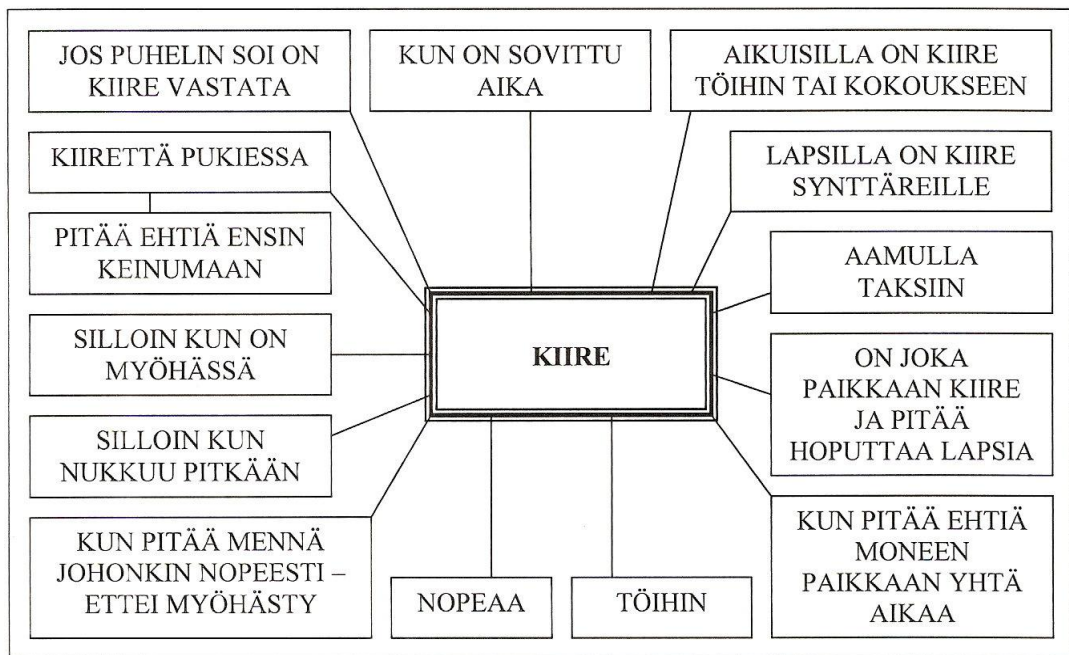 JOS PUHELIN SOI ON
KIIRE VASTATA
KUN ON SOVITTU
AIKA
AIKUISILLA ON KIIRE
TÖIHIN TAI KOKOUKSEEN
KIIRETTÄ PUKIESSA
LAPSILLA ON KIIRE
SYNTTÄREILLE
PITÄÄ EHTIÄ ENSIN
KEINUMAAN
AAMULLA
TAKSIIN
SILLOIN KUN ON
MYÖHÄSSÄ
KIIRE
ON JOKA
PAIKKAAN KIIRE
JA PITÄÄ
HOPUTTAA LAPSIA
SILLOIN KUN
NUKKUU PITKÄÄN
KUN PITÄÄ MENNÄ
JOHONKIN NOPEESTI –
ETTEI MYÖHÄSTY
NOPEAA
TÖIHIN
KUN PITÄÄ EHTIÄ
MONEEN
PAIKKAAN YHTÄ
AIKAA